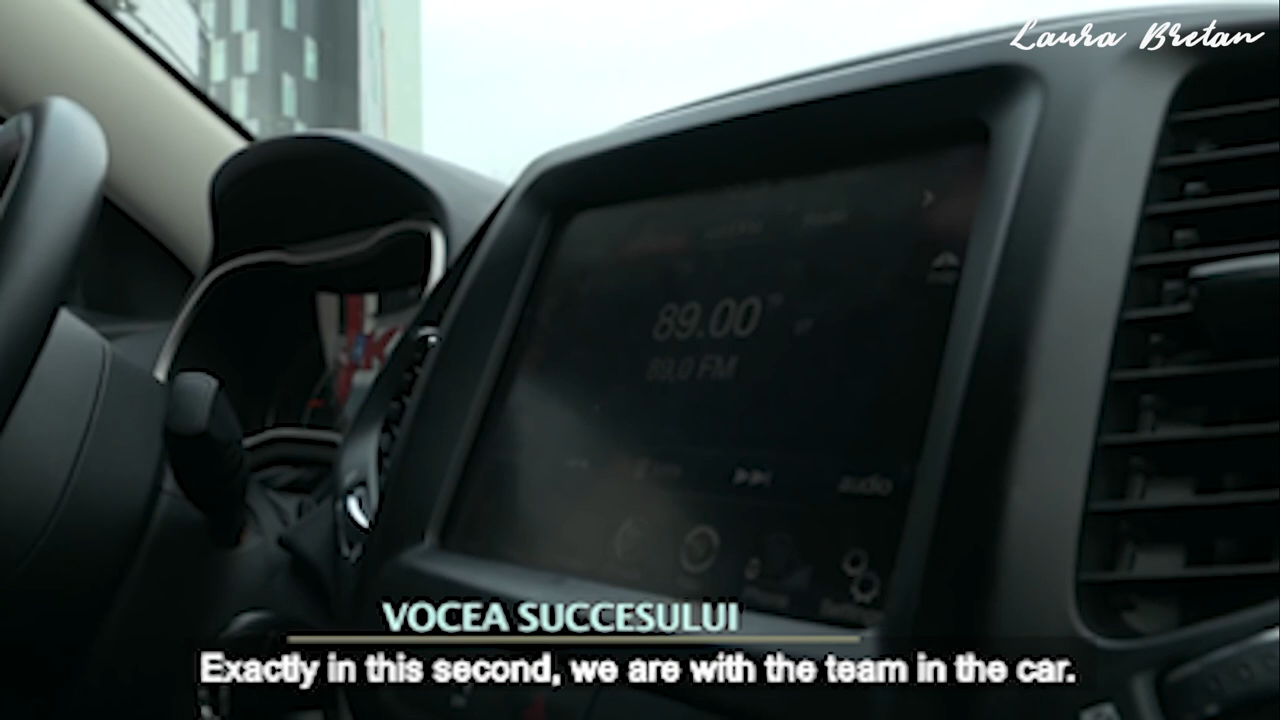 Laura Bretan
89.00
89,0 FM
audio
VOCEA SUCCESULUI
Exactly in this second, we are with the team in the car.